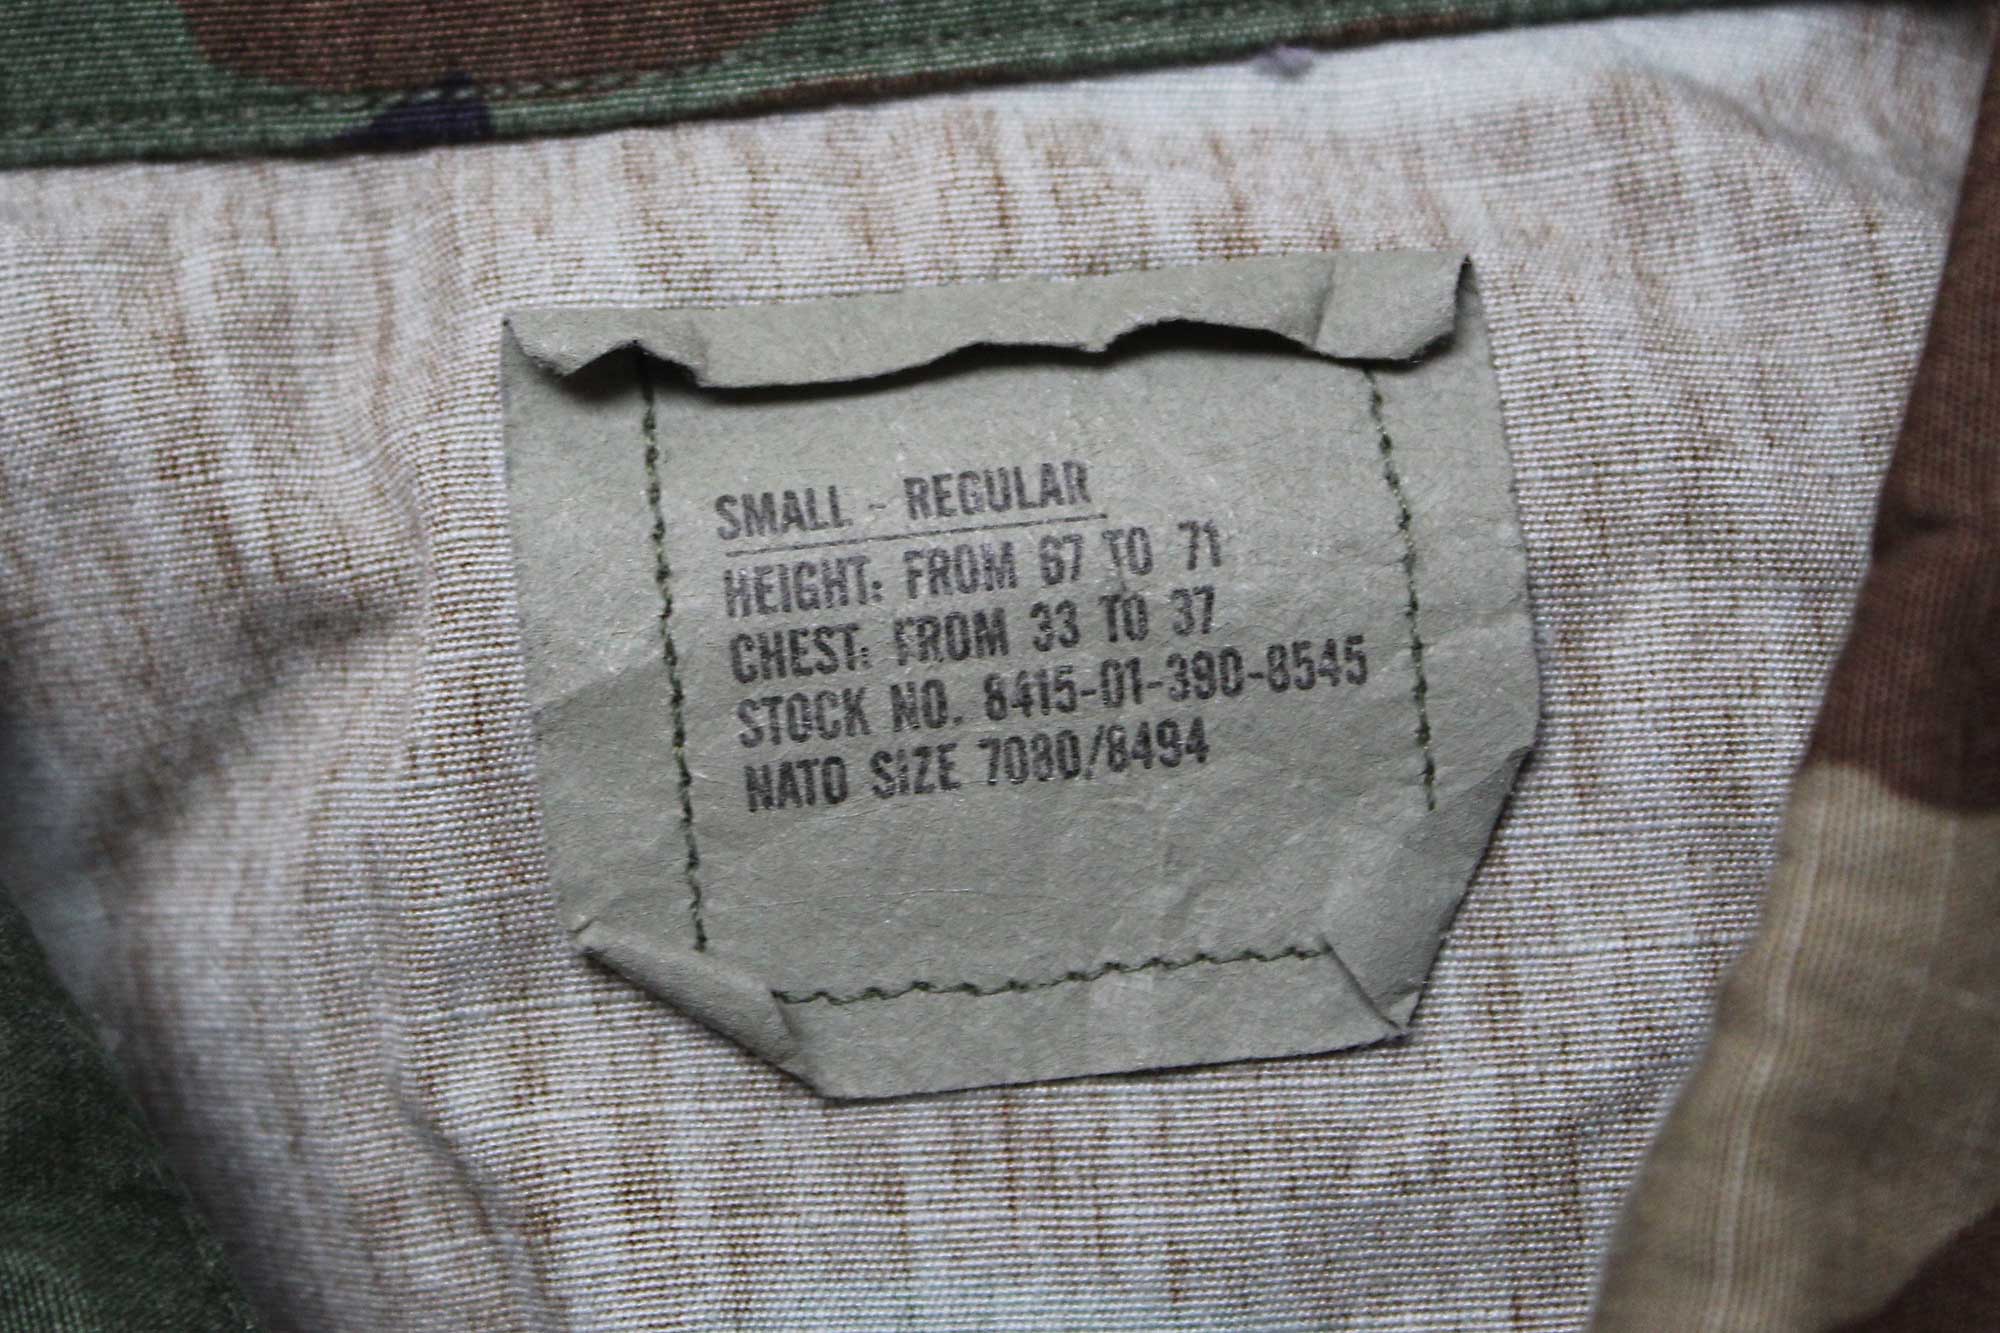 SMALL - REGULAR
HEIGHT: FROM 67 TO 71
CHEST: FROM 33 TO 37
STOCK NO. 8415-01-390-8545
NATO SIZE 7080/8494